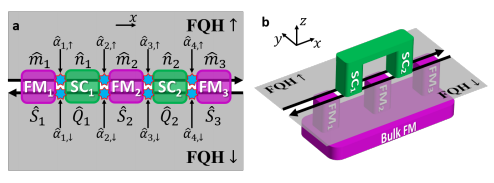 a
x
FQH↑
α̂1,↑ α̂2,↑ α̂3,↑ α̂4,↑
m̂1 n̂1 m̂2 n̂2 m̂3
FM1 SC1 FM2 SC2 FM3
Ŝ1 Q̂1 Ŝ2 Q̂2 Ŝ3
α̂1,↓ α̂2,↓ α̂3,↓ α̂4,↓
FQH↓
b
z
y
x
FQH↑
SC1
SC2
FM1
FM2
FM3
FQH↓
Bulk FM